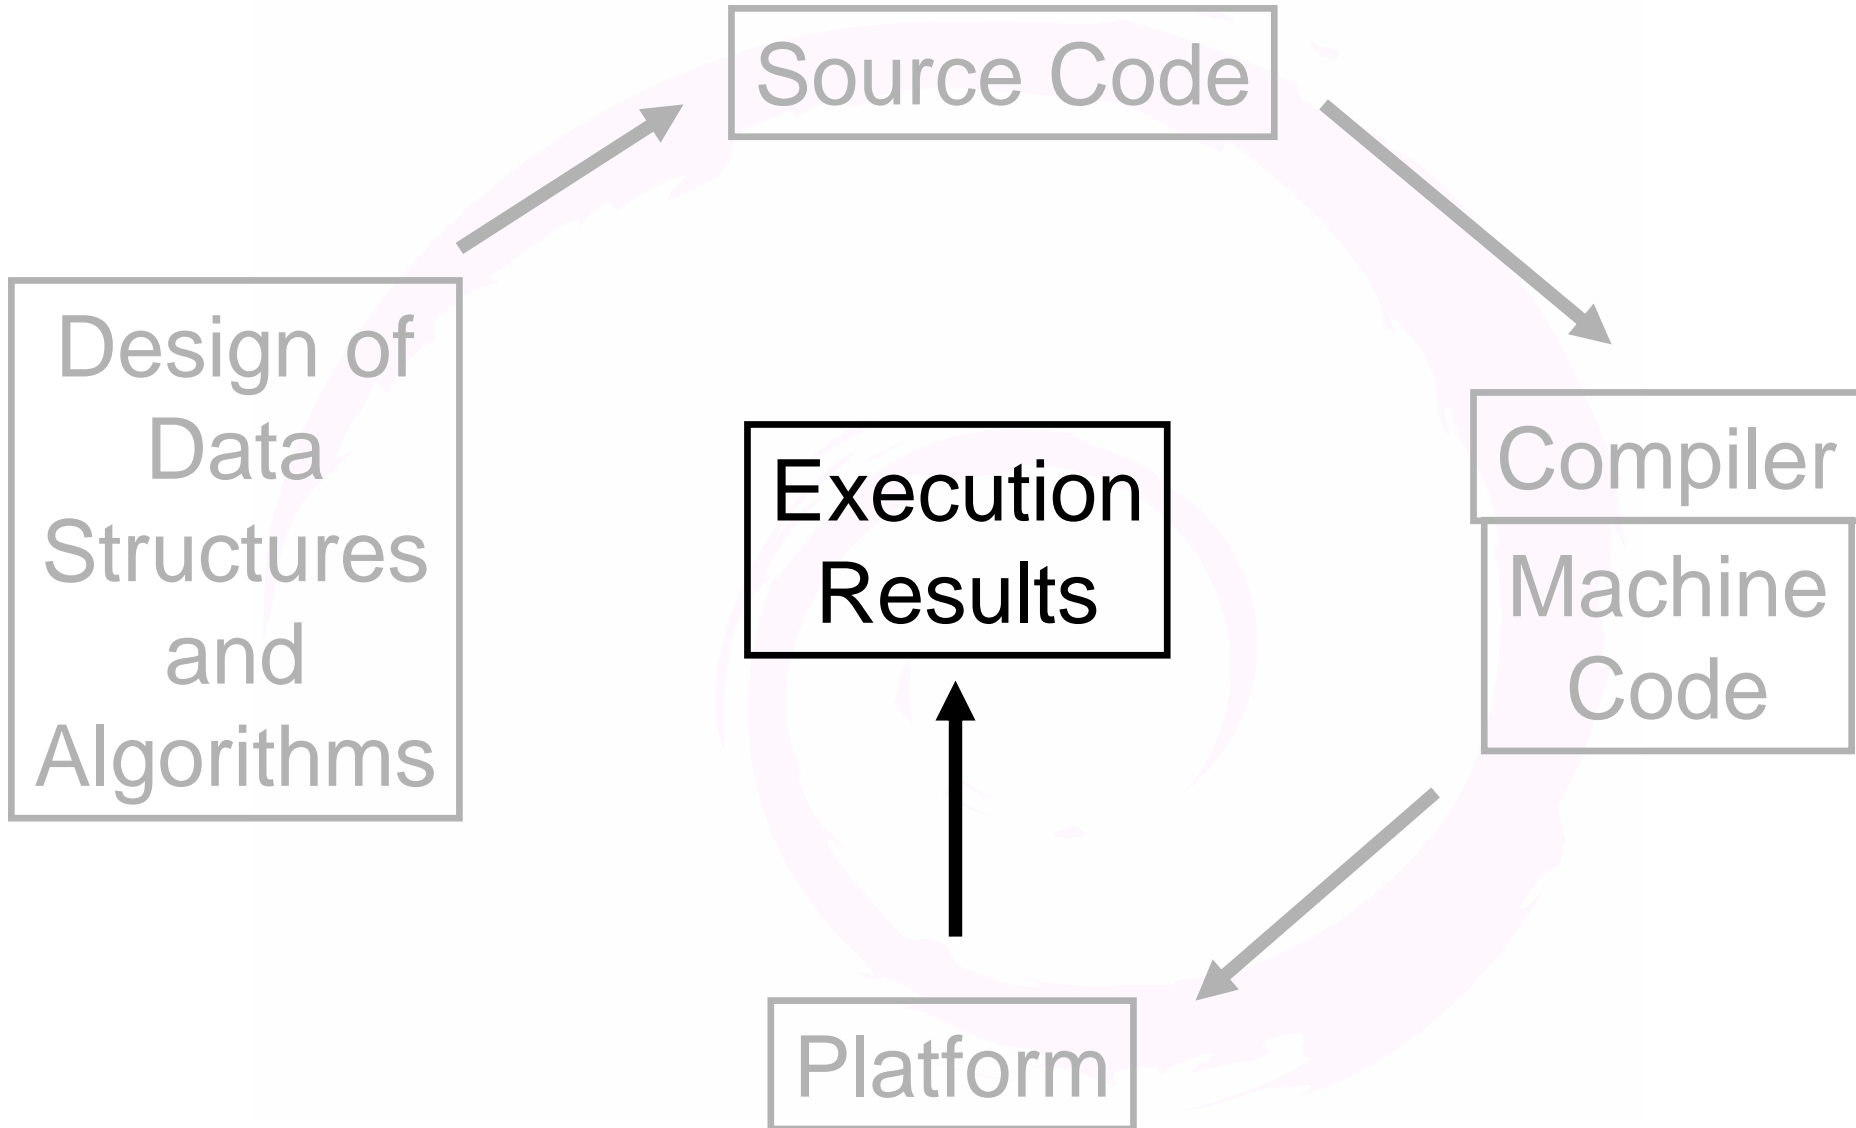 Source Code
Design of
Data
Structures
and
Algorithms
Execution
Results
Compiler
Machine
Code
Platform